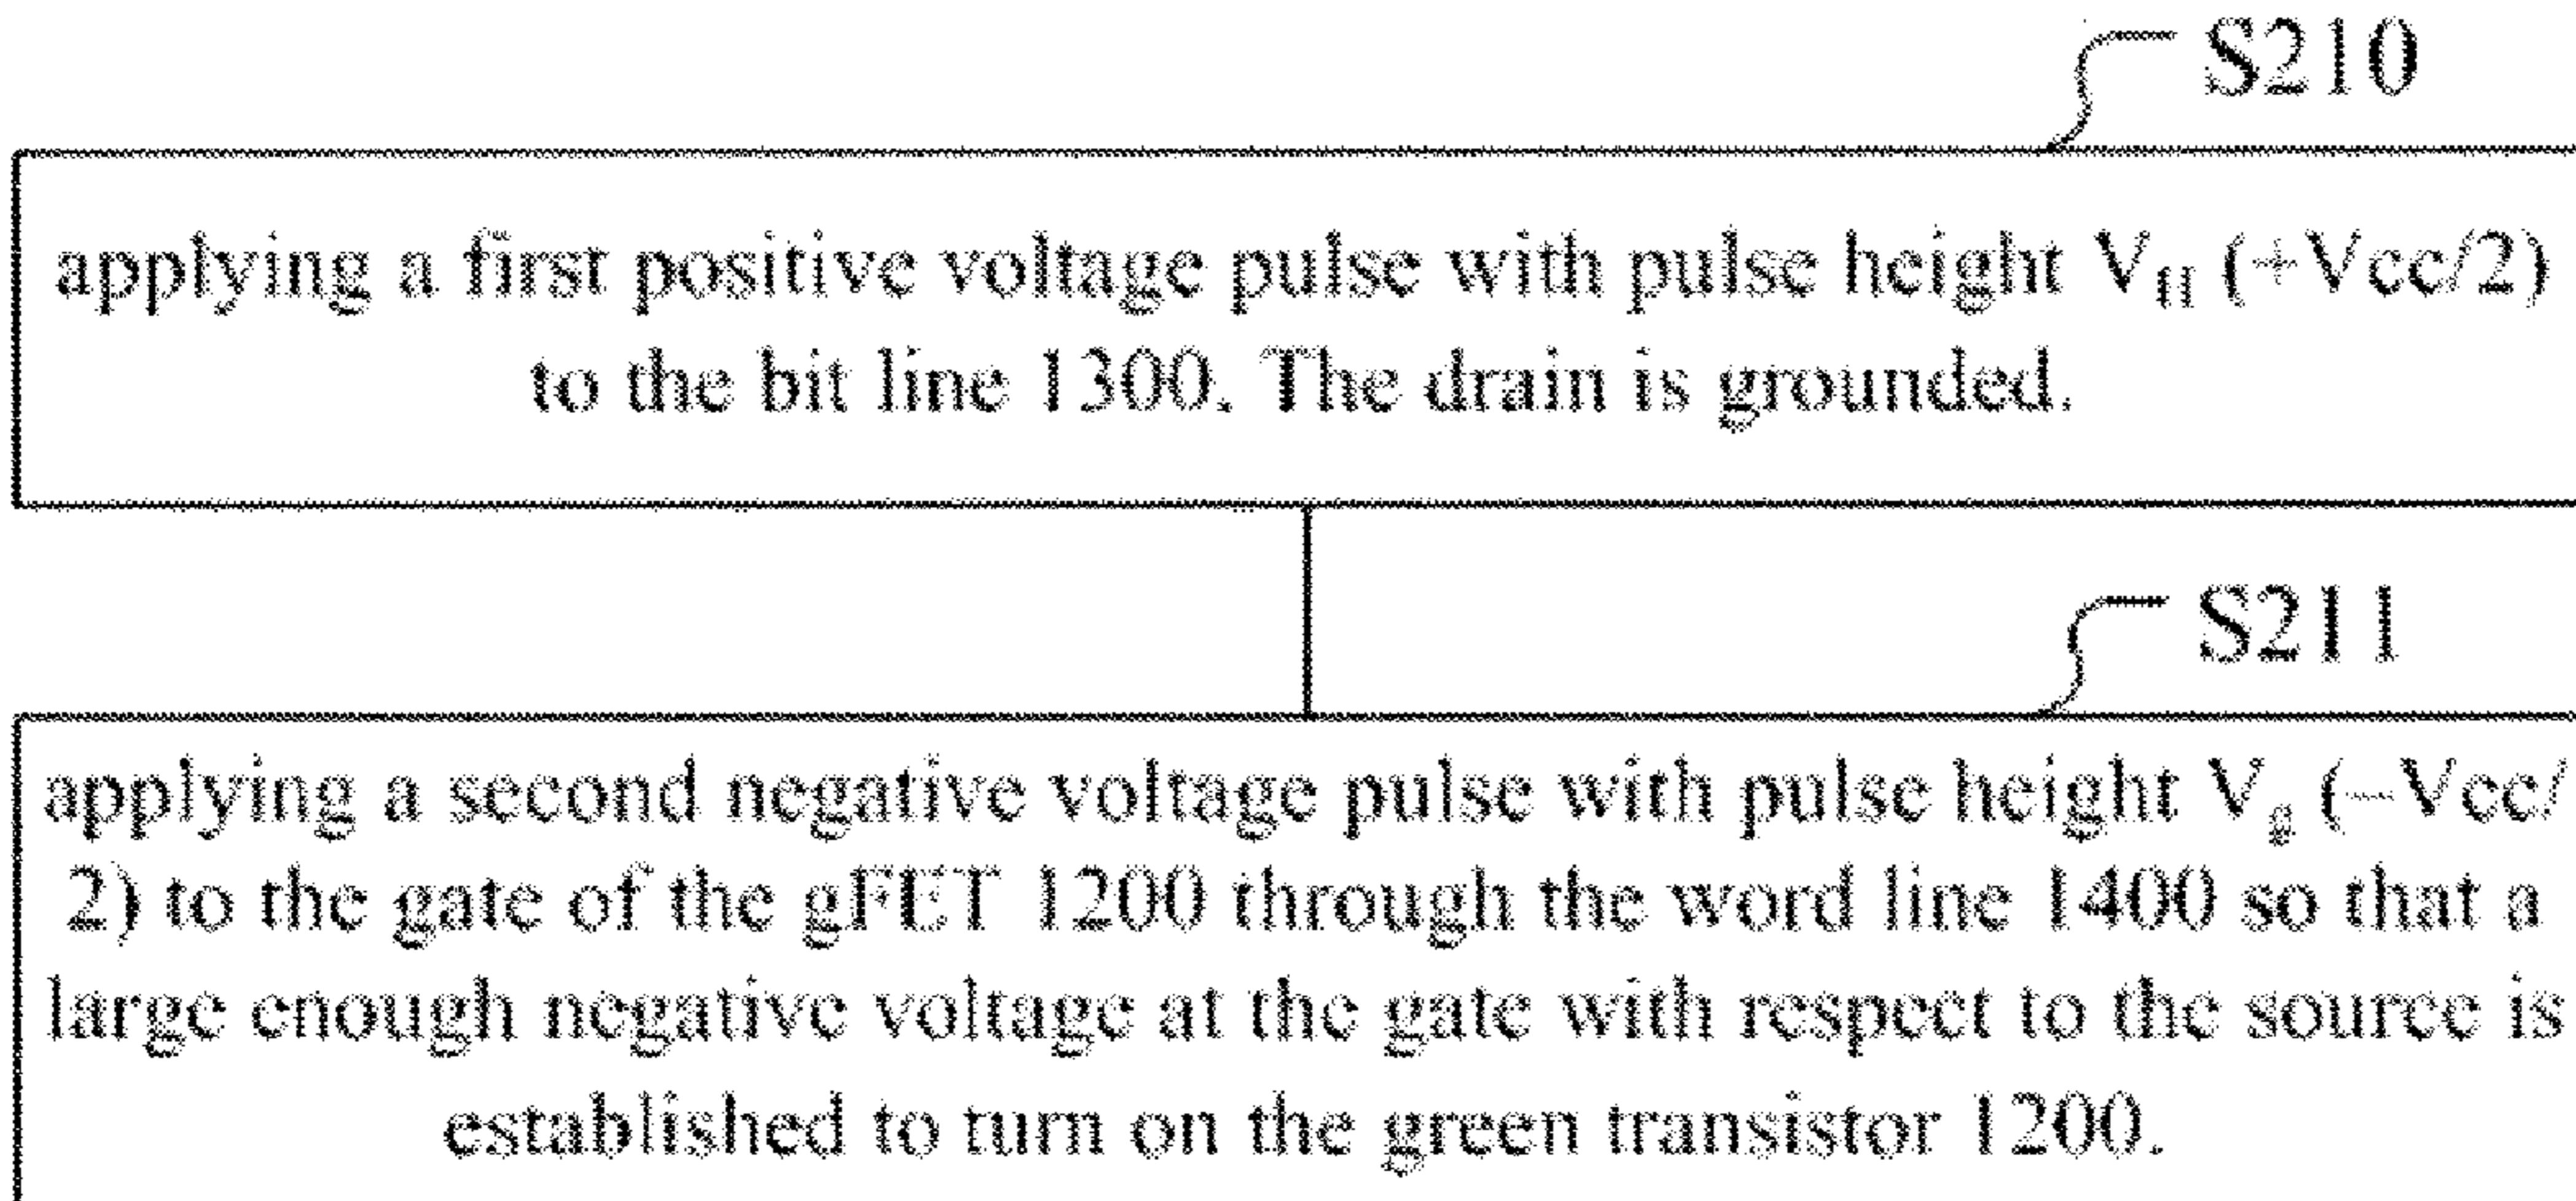 S210
applying a first positive voltage pulse with pulse height V_H (+Vcc/2)
to the bit line 1300. The drain is grounded.
S211
applying a second negative voltage pulse with pulse height V_g (−Vcc/
2) to the gate of the gFET 1200 through the word line 1400 so that a
large enough negative voltage at the gate with respect to the source is
established to turn on the green transistor 1200.